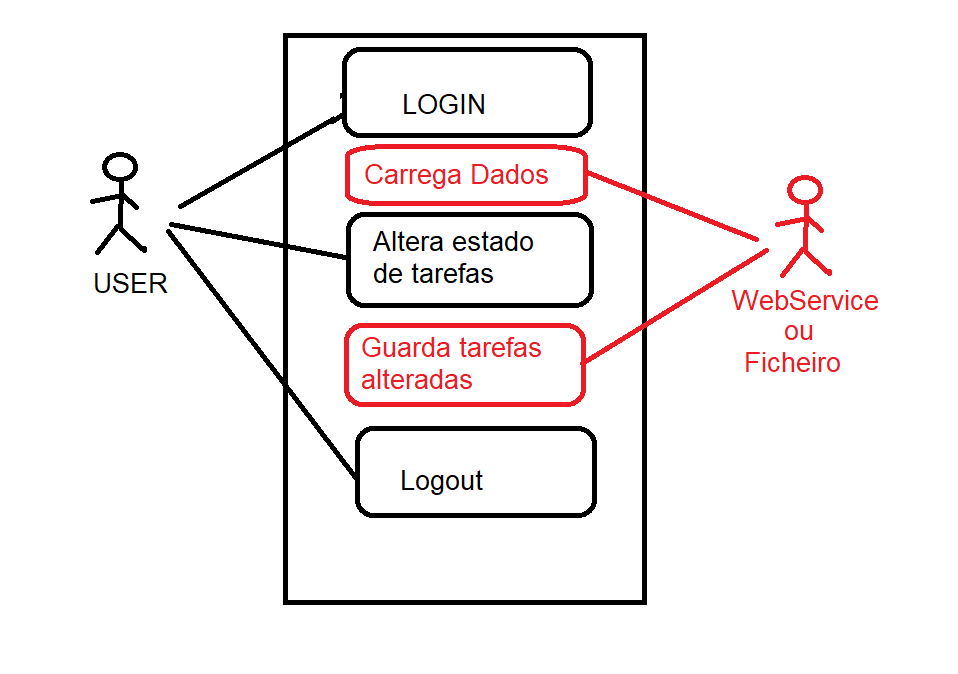 LOGIN
Carrega Dados
Altera estado
de tarefas
Guarda tarefas
alteradas
Logout
USER
WebService
ou
Ficheiro